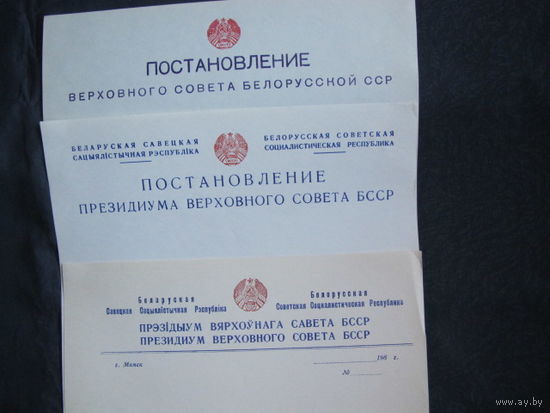 ПОСТАНОВЛЕНИЕ
ВЕРХОВНОГО СОВЕТА БЕЛОРУССКОЙ ССР
БЕЛАРУСКАЯ САВЕЦКАЯ
САЦЫЯЛІСТЫЧНАЯ РЭСПУБЛІКА
БЕЛОРУССКАЯ СОВЕТСКАЯ
СОЦИАЛИСТИЧЕСКАЯ РЕСПУБЛИКА
ПОСТАНОВЛЕНИЕ
ПРЕЗИДИУМА ВЕРХОВНОГО СОВЕТА БССР
Беларуская
Савецкая Сацыялістычная Рэспубліка
Белорусская
Советская Социалистическая Республика
ПРЭЗІДЫУМ ВЯРХОЎНАГА САВЕТА БССР
ПРЕЗИДИУМ ВЕРХОВНОГО СОВЕТА БССР
г. Минск
196 г.
№
www.ay.by